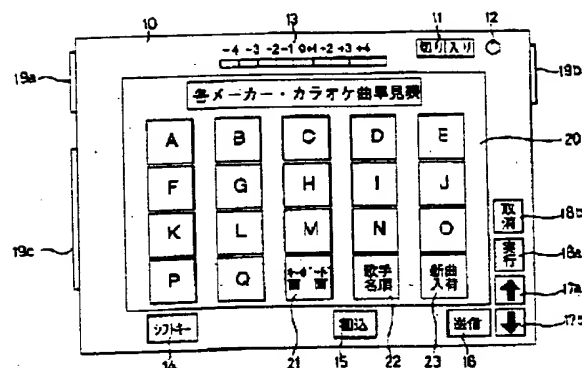 10 13 11 12
-4 -3 -2 -1 0 +1 +2 +3 +4
切り 入り
19a 19b
各メーカー・カラオケ曲早見機
A B C D E
20
F G H I J
19c
K L M N O
取消 18b
実行 18a
P Q
歌手名順
新曲入荷
17a
17b
シフトキー
割込
送信
14 21 15 22 23 16